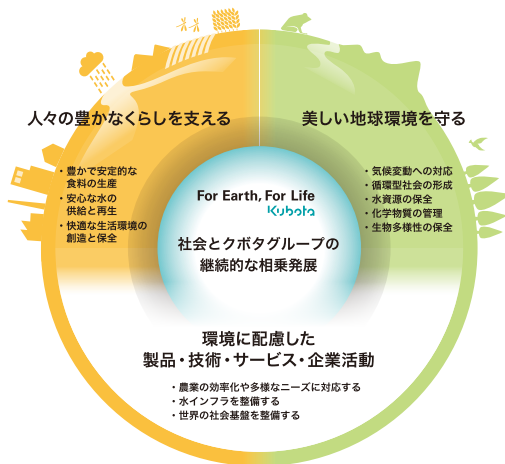 人々の豊かなくらしを支える
・豊かで安定的な
食料の生産
・安心な水の
供給と再生
・快適な生活環境の
創造と保全
美しい地球環境を守る
・気候変動への対応
・循環型社会の形成
・水資源の保全
・化学物質の管理
・生物多様性の保全
For Earth, For Life
Kubota
社会とクボタグループの
継続的な相乗発展
環境に配慮した
製品・技術・サービス・企業活動
・農業の効率化や多様なニーズに対応する
・水インフラを整備する
・世界の社会基盤を整備する